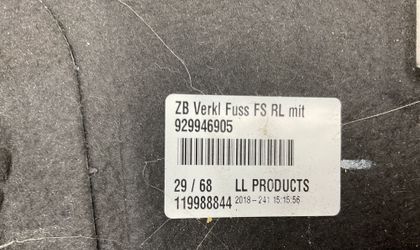 ZB Verkl Fuss FS RL mit
929946905
29 / 68 LL PRODUCTS
119988844 2018-241 15:15:56